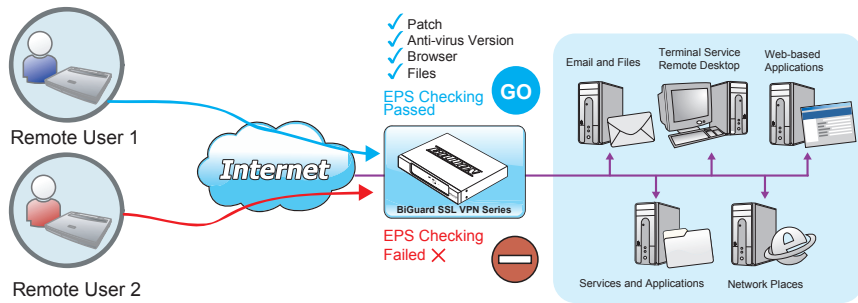 ✓ Patch
✓ Anti-virus Version
✓ Browser
✓ Files
EPS Checking
Passed
GO
Remote User 1
Internet
BiGuard SSL VPN Series
EPS Checking
Failed ✕
Remote User 2
Email and Files
Terminal Service
Remote Desktop
Web-based
Applications
Services and Applications
Network Places